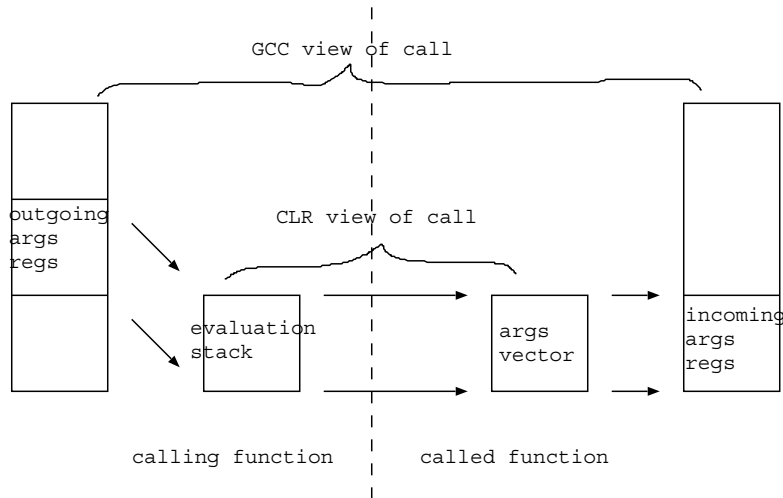 GCC view of call
outgoing
args
regs
CLR view of call
evaluation
stack
args
vector
incoming
args
regs
calling function
called function